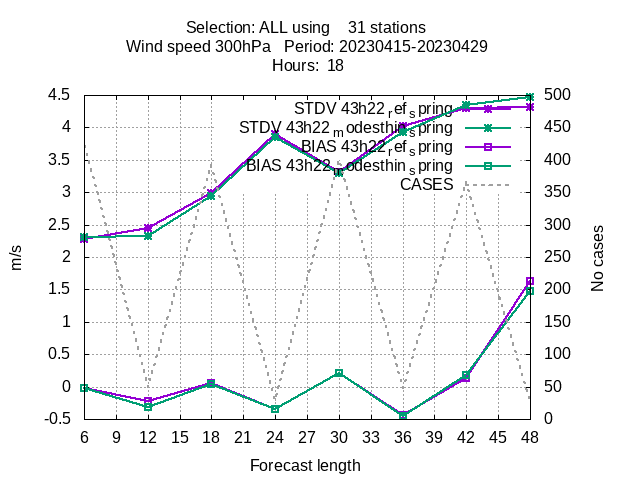 Selection: ALL using    31 stations
Wind speed 300hPa   Period: 20230415-20230429
Hours:  18
4.5
4
3.5
3
2.5
2
1.5
1
0.5
0
-0.5
m/s
STDV 43h22_ref_spring
STDV 43h22_modesthin_spring
BIAS 43h22_ref_spring
BIAS 43h22_modesthin_spring
CASES
500
450
400
350
300
250
200
150
100
50
0
No cases
6 9 12 15 18 21 24 27 30 33 36 39 42 45 48
Forecast length